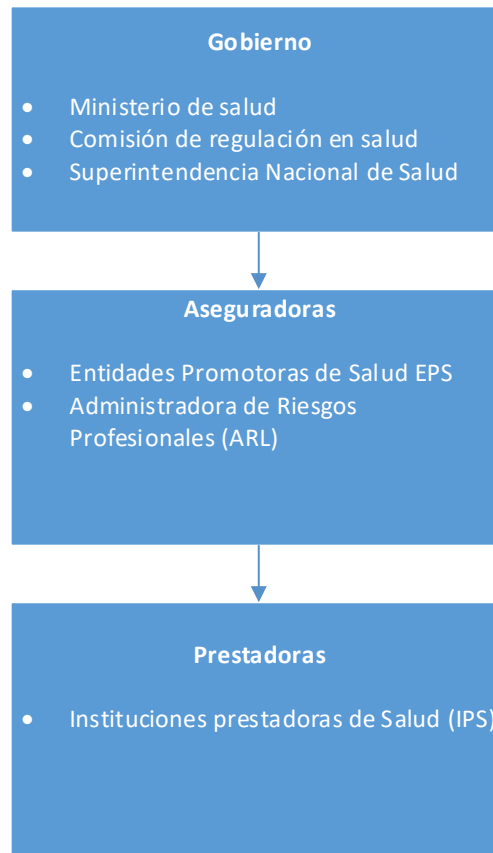 Gobierno
• Ministerio de salud
• Comisión de regulación en salud
• Superintendencia Nacional de Salud
Aseguradoras
• Entidades Promotoras de Salud EPS
• Administradora de Riesgos
Profesionales (ARL)
Prestadoras
• Instituciones prestadoras de Salud (IPS)